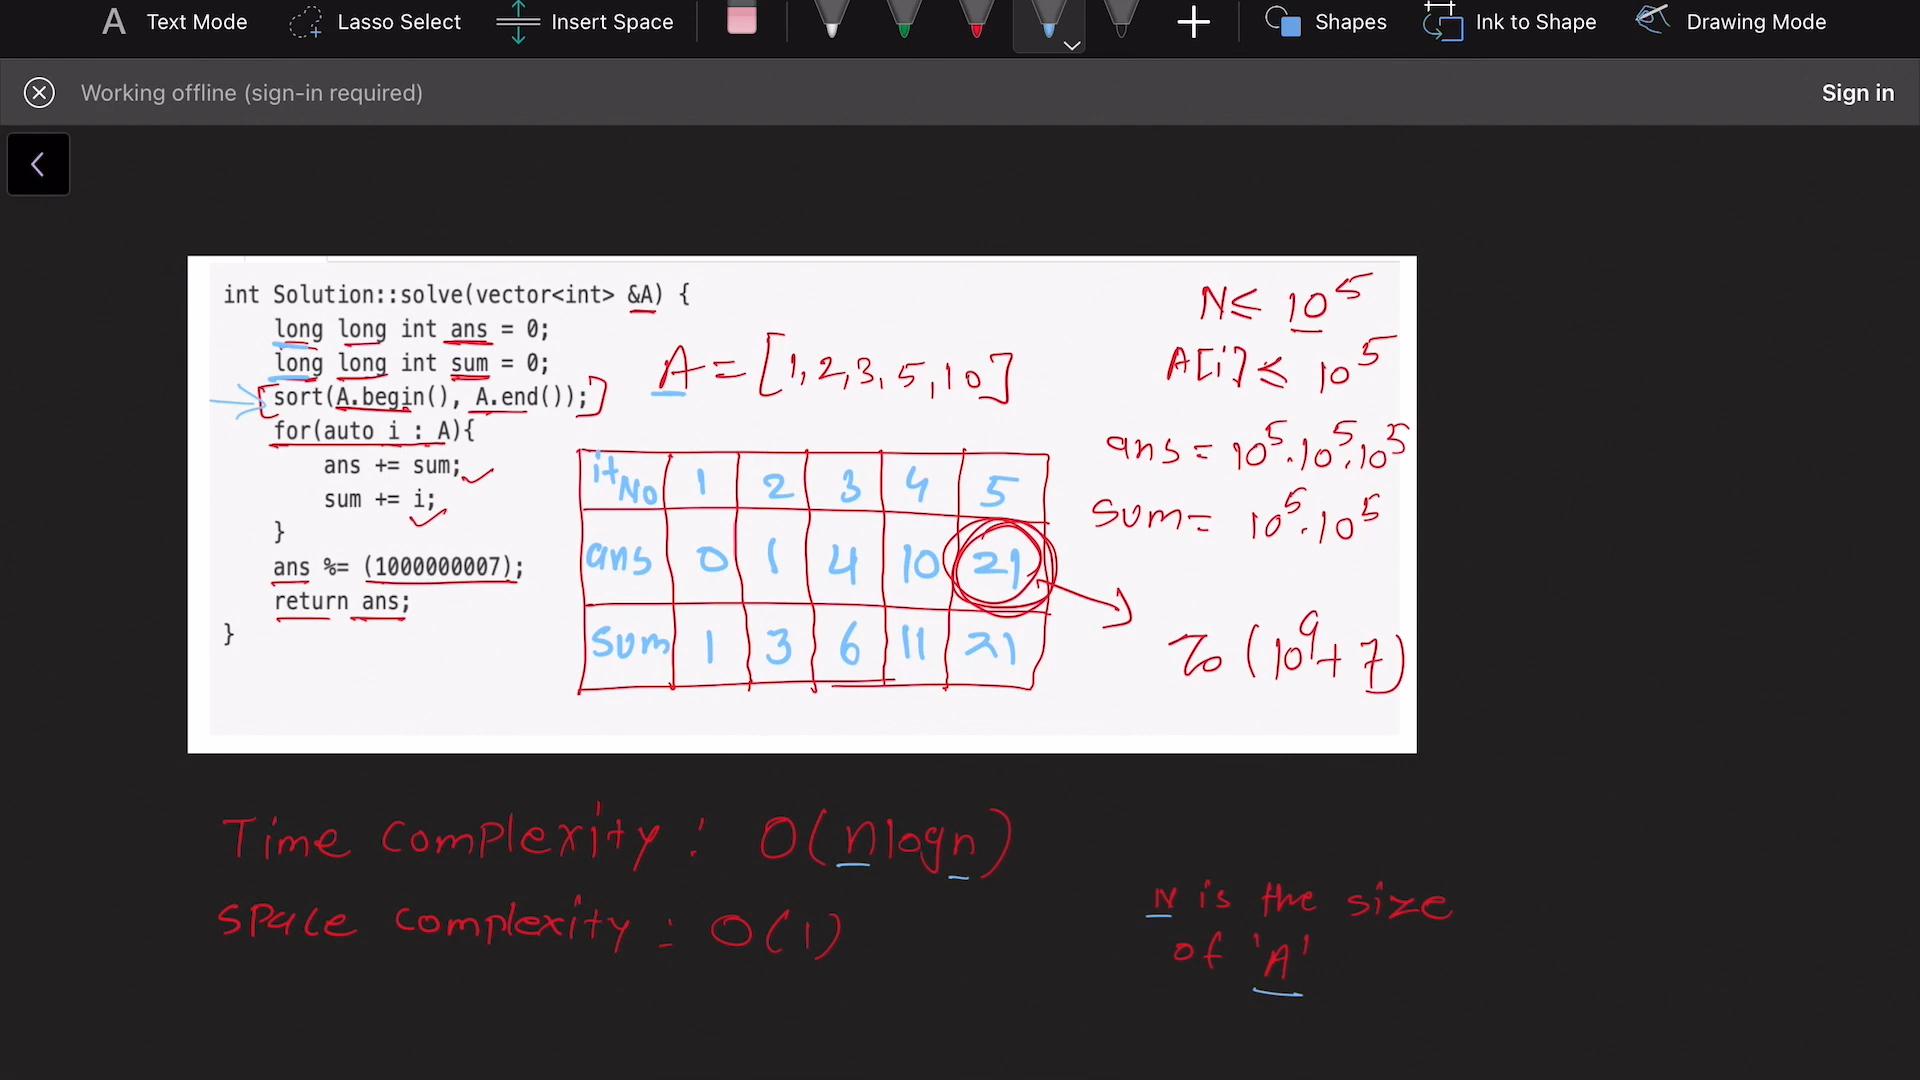 Text Mode Lasso Select Insert Space Shapes Ink to Shape Drawing Mode
Working offline (sign-in required) Sign in
int Solution::solve(vector<int> &A) {
long long int ans = 0;
long long int sum = 0;
sort(A.begin(), A.end());
for(auto i : A){
ans += sum;
sum += i;
}
ans %= (1000000007);
return ans;
}
A = [1,2,3,5,10]
N ≤ 10^5
A[i] ≤ 10^5
ans = 10^5.10^5.10^5
sum = 10^5.10^5
it No 1 2 3 4 5
ans 0 1 4 10 21
sum 1 3 6 11 21
% (10^9+7)
Time complexity : O(nlogn)
space complexity : O(1)
N is the size
of 'A'